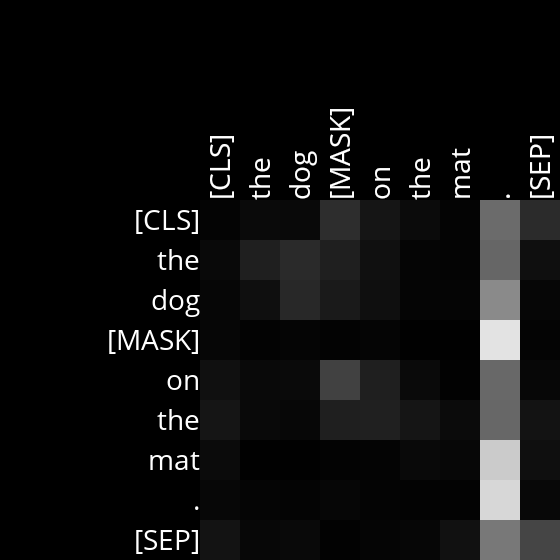 [CLS] the dog [MASK] on the mat . [SEP]
[CLS]
the
dog
[MASK]
on
the
mat
.
[SEP]